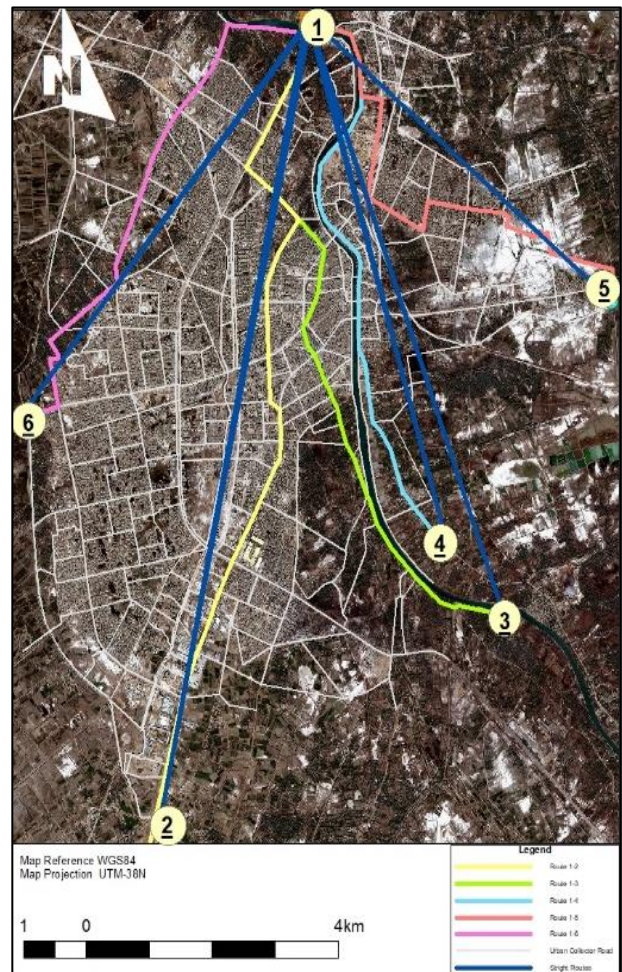 N
1
5
6
4
3
2
Map Reference WGS84
Map Projection UTM-38N
1 0 4km
Legend
Route 1-2
Route 1-3
Route 1-4
Route 1-5
Route 1-6
Urban Collector Road
Stright Routes